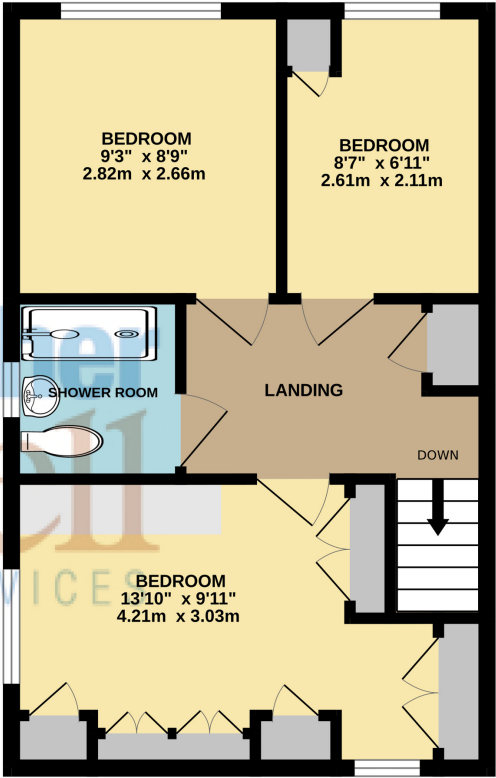 BEDROOM
9'3" x 8'9"
2.82m x 2.66m
BEDROOM
8'7" x 6'11"
2.61m x 2.11m
SHOWER ROOM
LANDING
DOWN
BEDROOM
13'10" x 9'11"
4.21m x 3.03m